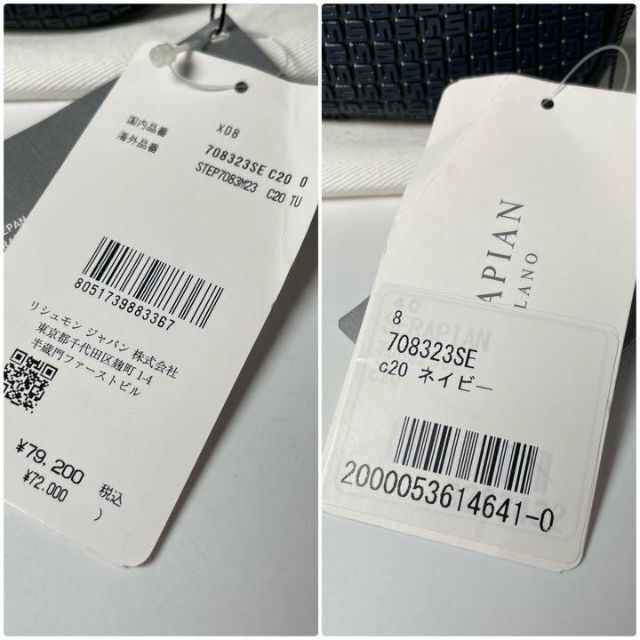 X08
国内品番 708323SE C20 0
海外品番 STEP7083M23 C20 TU
8051739883367
リシュモン ジャパン 株式会社
東京都千代田区麹町1-4
半蔵門ファーストビル
¥79,200 税込
¥72,000 )
APIAN
LANO
SERAPIAN
8
708323SE
c20 ネイビー
2000053614641-0